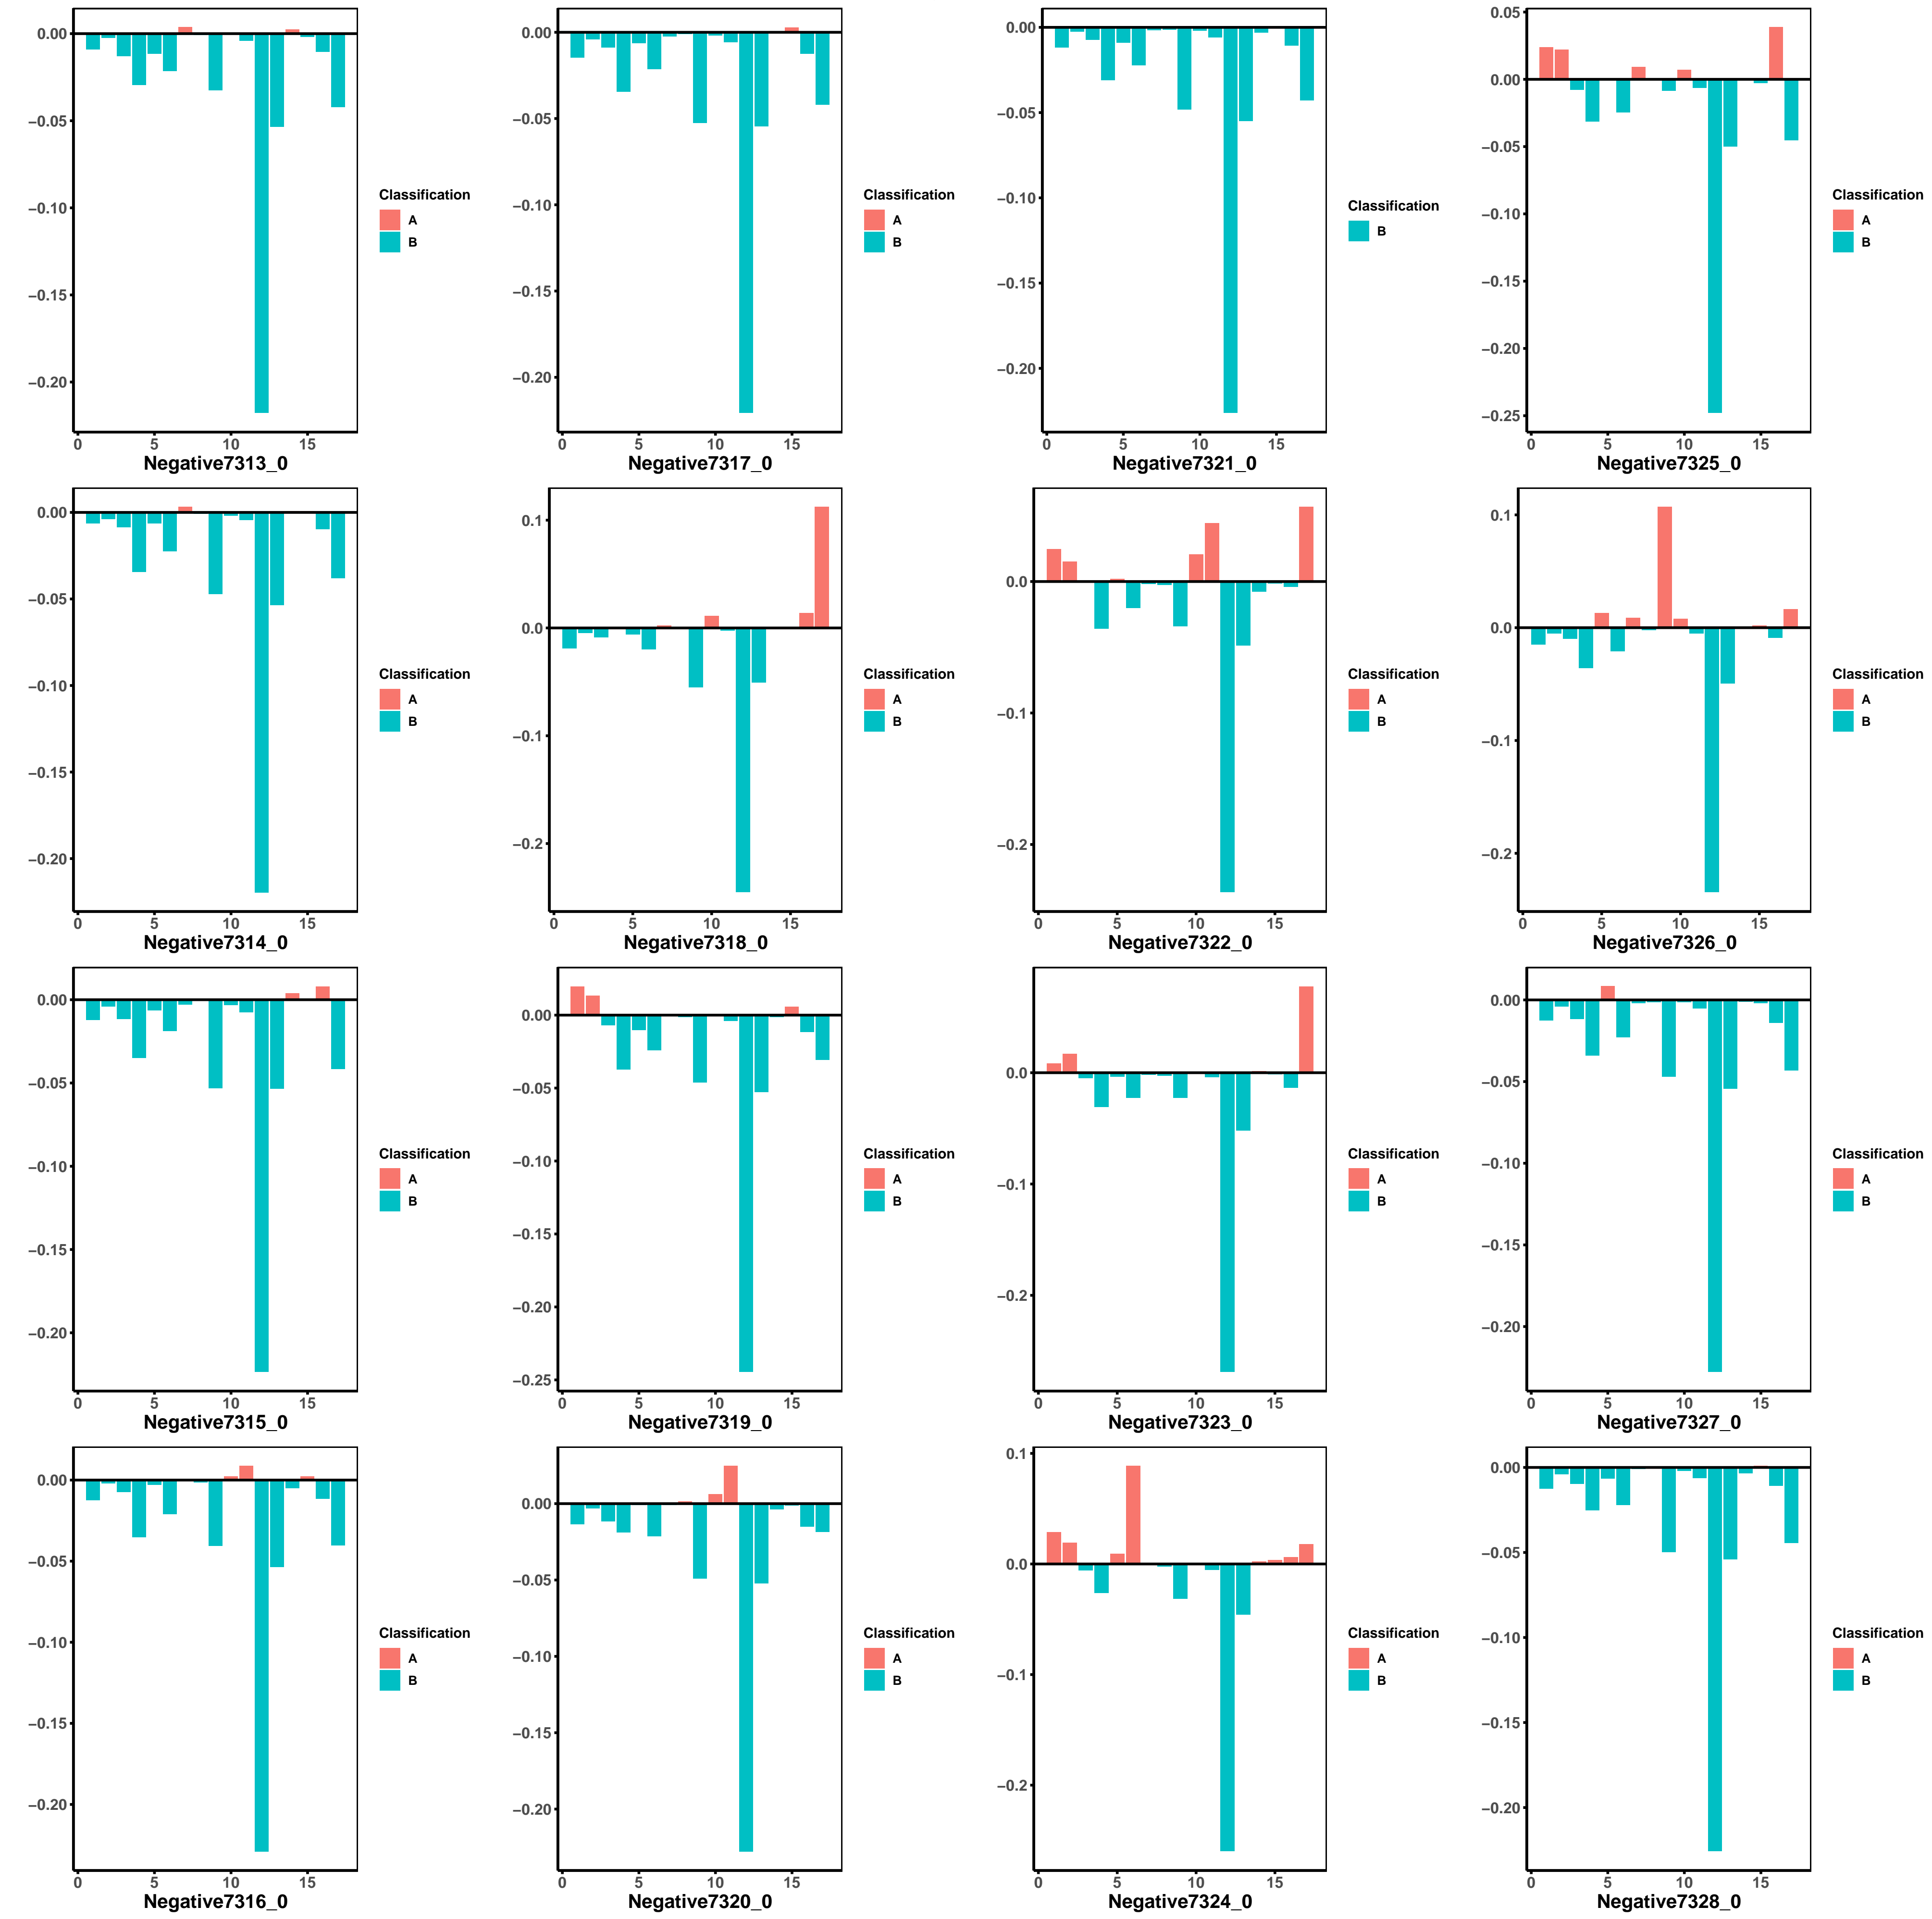 0.00
−0.05
−0.10
−0.15
−0.20
0 5 10 15
Negative7313_0
Classification
A
B
0.00
−0.05
−0.10
−0.15
−0.20
0 5 10 15
Negative7317_0
Classification
A
B
0.00
−0.05
−0.10
−0.15
−0.20
0 5 10 15
Negative7321_0
Classification
B
0.05
0.00
−0.05
−0.10
−0.15
−0.20
−0.25
0 5 10 15
Negative7325_0
Classification
A
B
0.00
−0.05
−0.10
−0.15
−0.20
0 5 10 15
Negative7314_0
Classification
A
B
0.1
0.0
−0.1
−0.2
0 5 10 15
Negative7318_0
Classification
A
B
0.0
−0.1
−0.2
0 5 10 15
Negative7322_0
Classification
A
B
0.1
0.0
−0.1
−0.2
0 5 10 15
Negative7326_0
Classification
A
B
0.00
−0.05
−0.10
−0.15
−0.20
0 5 10 15
Negative7315_0
Classification
A
B
0.00
−0.05
−0.10
−0.15
−0.20
−0.25
0 5 10 15
Negative7319_0
Classification
A
B
0.0
−0.1
−0.2
0 5 10 15
Negative7323_0
Classification
A
B
0.00
−0.05
−0.10
−0.15
−0.20
0 5 10 15
Negative7327_0
Classification
A
B
0.00
−0.05
−0.10
−0.15
−0.20
0 5 10 15
Negative7316_0
Classification
A
B
0.00
−0.05
−0.10
−0.15
−0.20
0 5 10 15
Negative7320_0
Classification
A
B
0.1
0.0
−0.1
−0.2
0 5 10 15
Negative7324_0
Classification
A
B
0.00
−0.05
−0.10
−0.15
−0.20
0 5 10 15
Negative7328_0
Classification
A
B